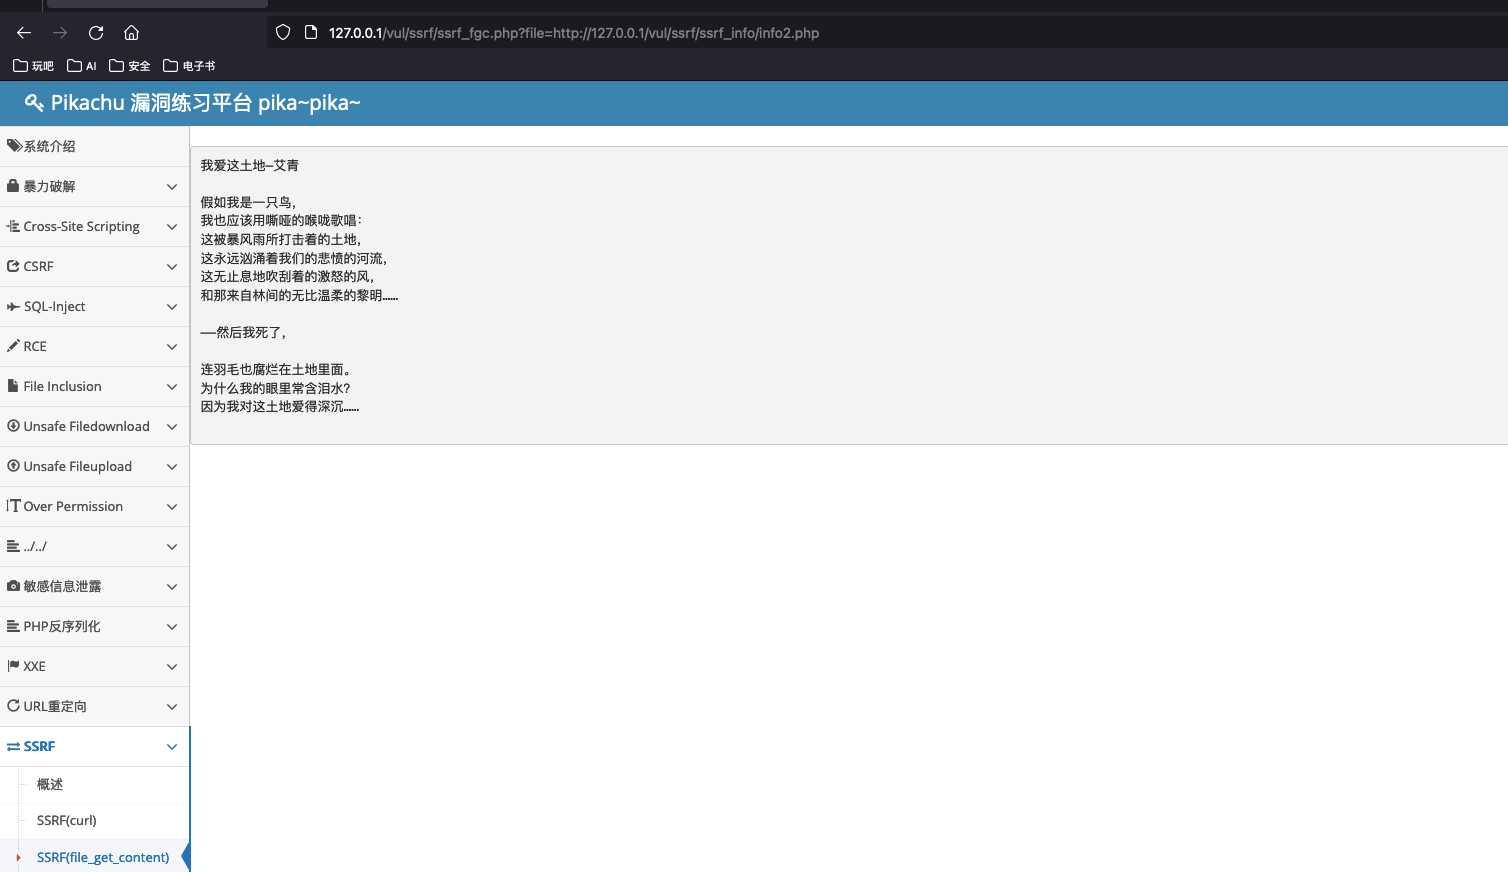 127.0.0.1/vul/ssrf/ssrf_fgc.php?file=http://127.0.0.1/vul/ssrf/ssrf_info/info2.php
玩吧 AI 安全 电子书
Pikachu 漏洞练习平台 pika~pika~
系统介绍
暴力破解
Cross-Site Scripting
CSRF
SQL-Inject
RCE
File Inclusion
Unsafe Filedownload
Unsafe Fileupload
Over Permission
../../
敏感信息泄露
PHP反序列化
XXE
URL重定向
SSRF
概述
SSRF(curl)
SSRF(file_get_content)
我爱这土地—艾青
假如我是一只鸟，
我也应该用嘶哑的喉咙歌唱：
这被暴风雨所打击着的土地，
这永远汹涌着我们的悲愤的河流，
这无止息地吹刮着的激怒的风，
和那来自林间的无比温柔的黎明……
——然后我死了，
连羽毛也腐烂在土地里面。
为什么我的眼里常含泪水？
因为我对这土地爱得深沉……